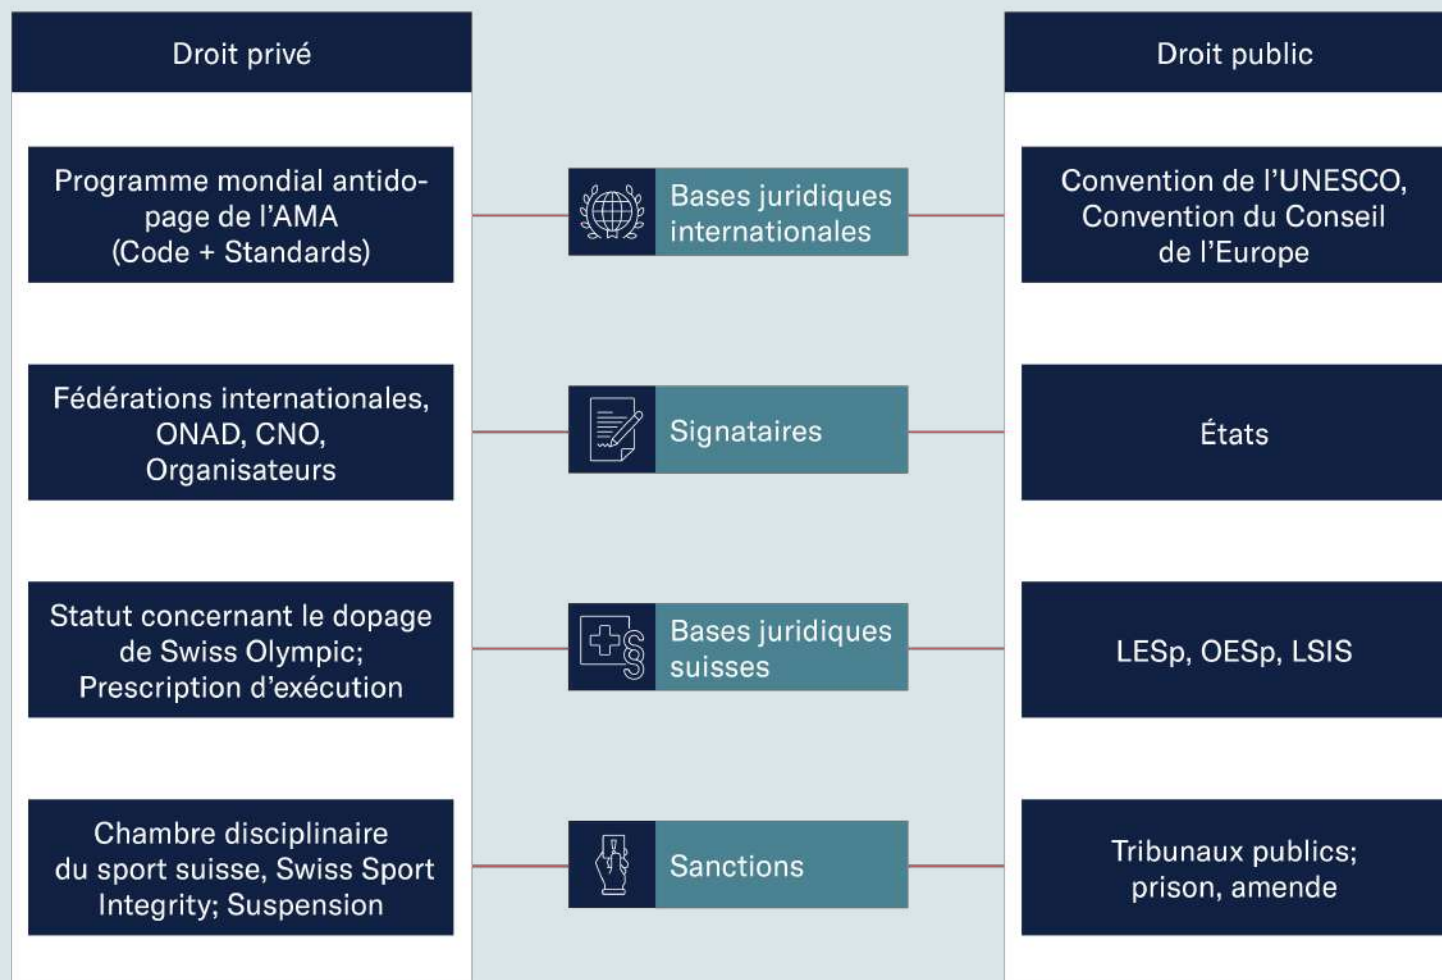 Droit privé
Droit public
Programme mondial antido-
page de l’AMA
(Code + Standards)
Bases juridiques
internationales
Convention de l’UNESCO,
Convention du Conseil
de l’Europe
Fédérations internationales,
ONAD, CNO,
Organisateurs
Signataires
États
Statut concernant le dopage
de Swiss Olympic;
Prescription d’exécution
Bases juridiques
suisses
LESp, OESp, LSIS
Chambre disciplinaire
du sport suisse, Swiss Sport
Integrity; Suspension
Sanctions
Tribunaux publics;
prison, amende